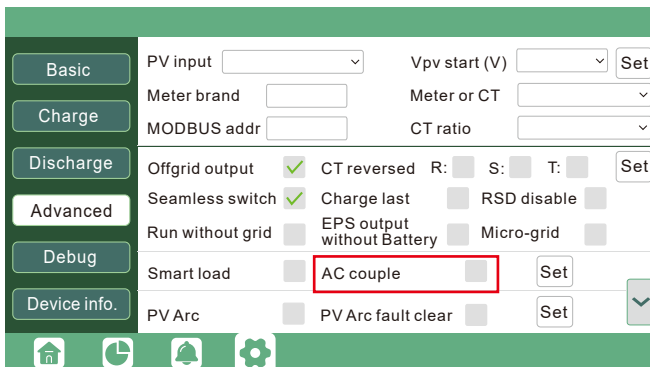 Basic
Charge
Discharge
Advanced
Debug
Device info.
PV input
Vpv start (V)
Set
Meter brand
Meter or CT
MODBUS addr
CT ratio
Offgrid output
CT reversed R: S: T:
Set
Seamless switch
Charge last
RSD disable
Run without grid
EPS output
without Battery
Micro-grid
Smart load
AC couple
Set
PV Arc
PV Arc fault clear
Set